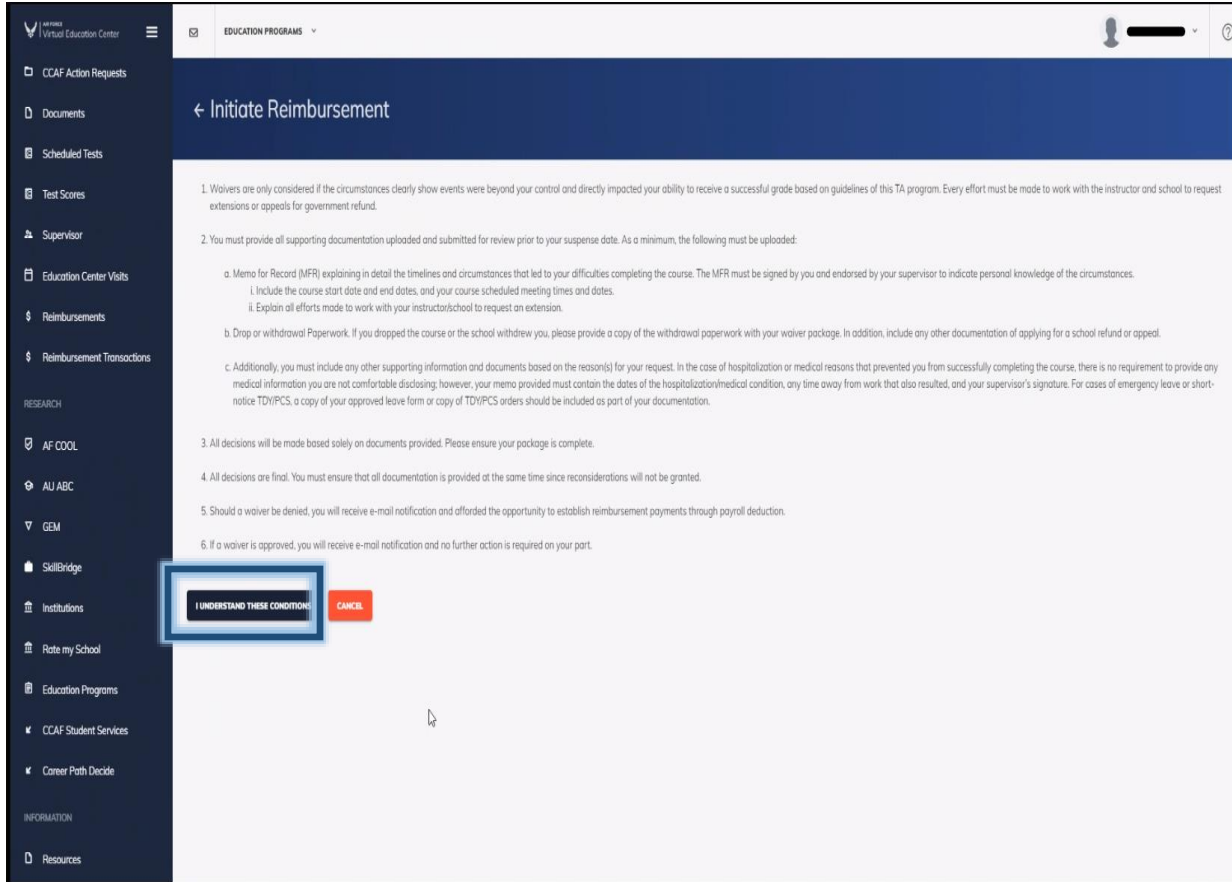 AIR FORCE
Virtual Education Center
EDUCATION PROGRAMS
CCAF Action Requests
Documents
Scheduled Tests
Test Scores
Supervisor
Education Center Visits
$ Reimbursements
$ Reimbursement Transactions
RESEARCH
AF COOL
AU ABC
GEM
SkillBridge
Institutions
Rate my School
Education Programs
CCAF Student Services
Career Path Decide
INFORMATION
Resources
← Initiate Reimbursement
1. Waivers are only considered if the circumstances clearly show events were beyond your control and directly impacted your ability to receive a successful grade based on guidelines of this TA program. Every effort must be made to work with the instructor and school to request
extensions or appeals for government refund.
2. You must provide all supporting documentation uploaded and submitted for review prior to your suspense date. As a minimum, the following must be uploaded:
a. Memo for Record (MFR) explaining in detail the timelines and circumstances that led to your difficulties completing the course. The MFR must be signed by you and endorsed by your supervisor to indicate personal knowledge of the circumstances.
i. Include the course start date and end dates, and your course scheduled meeting times and dates.
ii. Explain all efforts made to work with your instructor/school to request an extension.
b. Drop or withdrawal Paperwork. If you dropped the course or the school withdrew you, please provide a copy of the withdrawal paperwork with your waiver package. In addition, include any other documentation of applying for a school refund or appeal.
c. Additionally, you must include any other supporting information and documents based on the reason(s) for your request. In the case of hospitalization or medical reasons that prevented you from successfully completing the course, there is no requirement to provide any
medical information you are not comfortable disclosing; however, your memo provided must contain the dates of the hospitalization/medical condition, any time away from work that also resulted, and your supervisor's signature. For cases of emergency leave or short-
notice TDY/PCS, a copy of your approved leave form or copy of TDY/PCS orders should be included as part of your documentation.
3. All decisions will be made based solely on documents provided. Please ensure your package is complete.
4. All decisions are final. You must ensure that all documentation is provided at the same time since reconsiderations will not be granted.
5. Should a waiver be denied, you will receive e-mail notification and afforded the opportunity to establish reimbursement payments through payroll deduction.
6. If a waiver is approved, you will receive e-mail notification and no further action is required on your part.
I UNDERSTAND THESE CONDITIONS
CANCEL